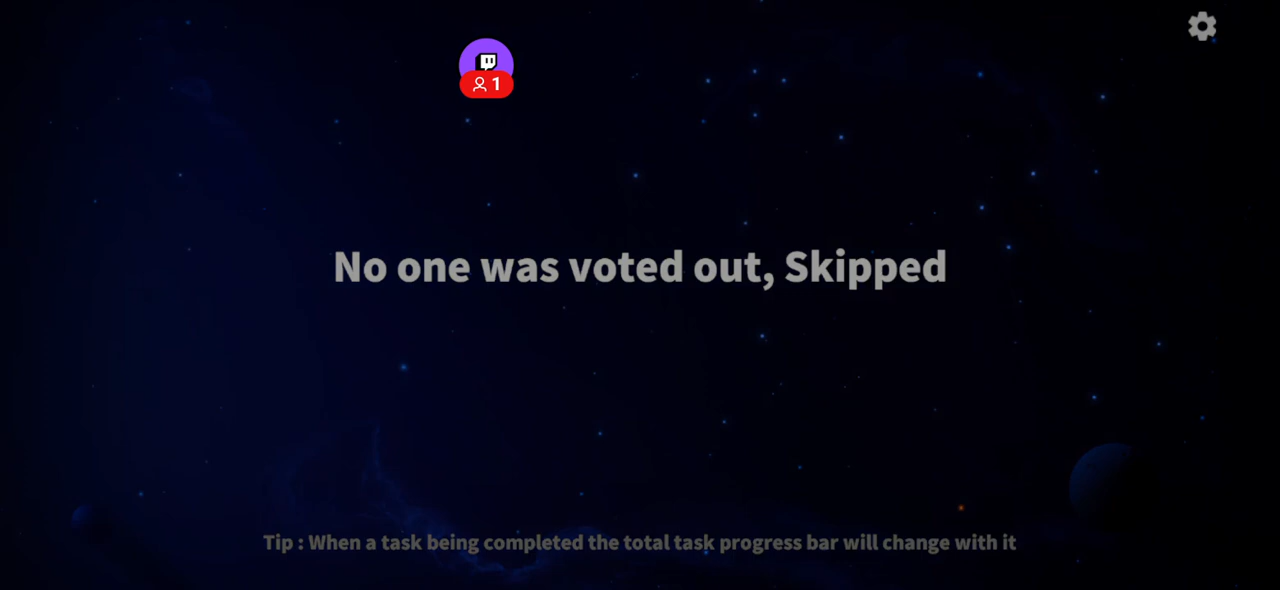 1
No one was voted out, Skipped
Tip : When a task being completed the total task progress bar will change with it